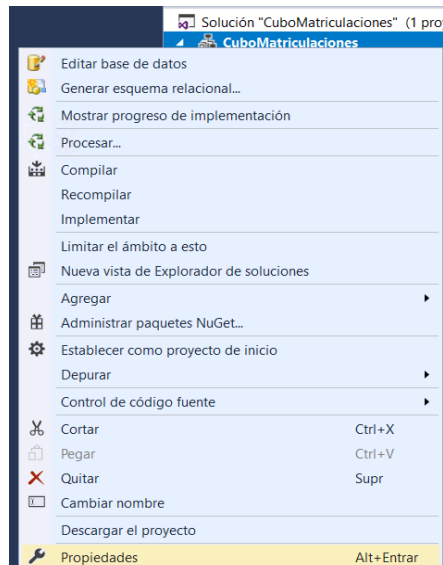 Solución "CuboMatriculaciones" (1 pro
CuboMatriculaciones
Editar base de datos
Generar esquema relacional...
Mostrar progreso de implementación
Procesar...
Compilar
Recompilar
Implementar
Limitar el ámbito a esto
Nueva vista de Explorador de soluciones
Agregar
Administrar paquetes NuGet...
Establecer como proyecto de inicio
Depurar
Control de código fuente
Cortar Ctrl+X
Pegar Ctrl+V
Quitar Supr
Cambiar nombre
Descargar el proyecto
Propiedades Alt+Entrar